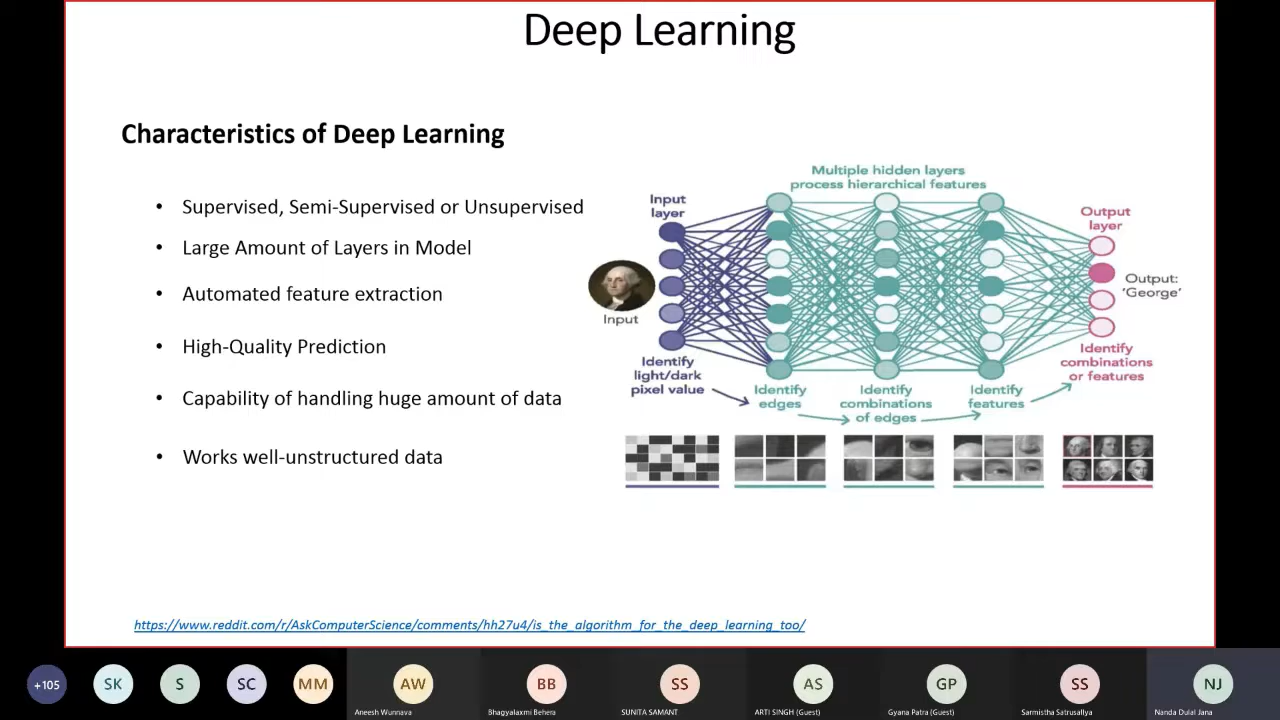 Deep Learning
Characteristics of Deep Learning
• Supervised, Semi-Supervised or Unsupervised
• Large Amount of Layers in Model
• Automated feature extraction
• High-Quality Prediction
• Capability of handling huge amount of data
• Works well-unstructured data
Multiple hidden layers
process hierarchical features
Input
layer
Output
layer
Input
Output:
'George'
Identify
light/dark
pixel value
Identify
edges
Identify
combinations
of edges
Identify
features
Identify
combinations
or features
https://www.reddit.com/r/AskComputerScience/comments/hh27u4/is_the_algorithm_for_the_deep_learning_too/
+105
SK
S
SC
MM
AW
Aneesh Wunnava
BB
Bhagyalaxmi Behera
SS
SUNITA SAMANT
AS
ARTI SINGH (Guest)
GP
Gyana Patra (Guest)
SS
Sarmistha Satrusallya
NJ
Nanda Dulal Jana